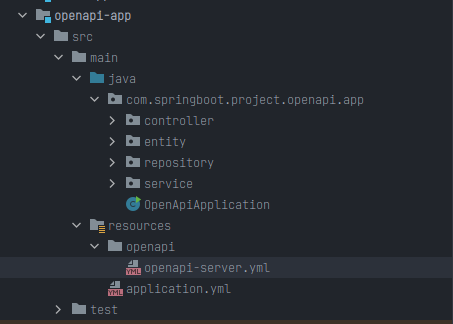 openapi-app
src
main
java
com.springboot.project.openapi.app
controller
entity
repository
service
C OpenApiApplication
resources
openapi
YML openapi-server.yml
YML application.yml
test